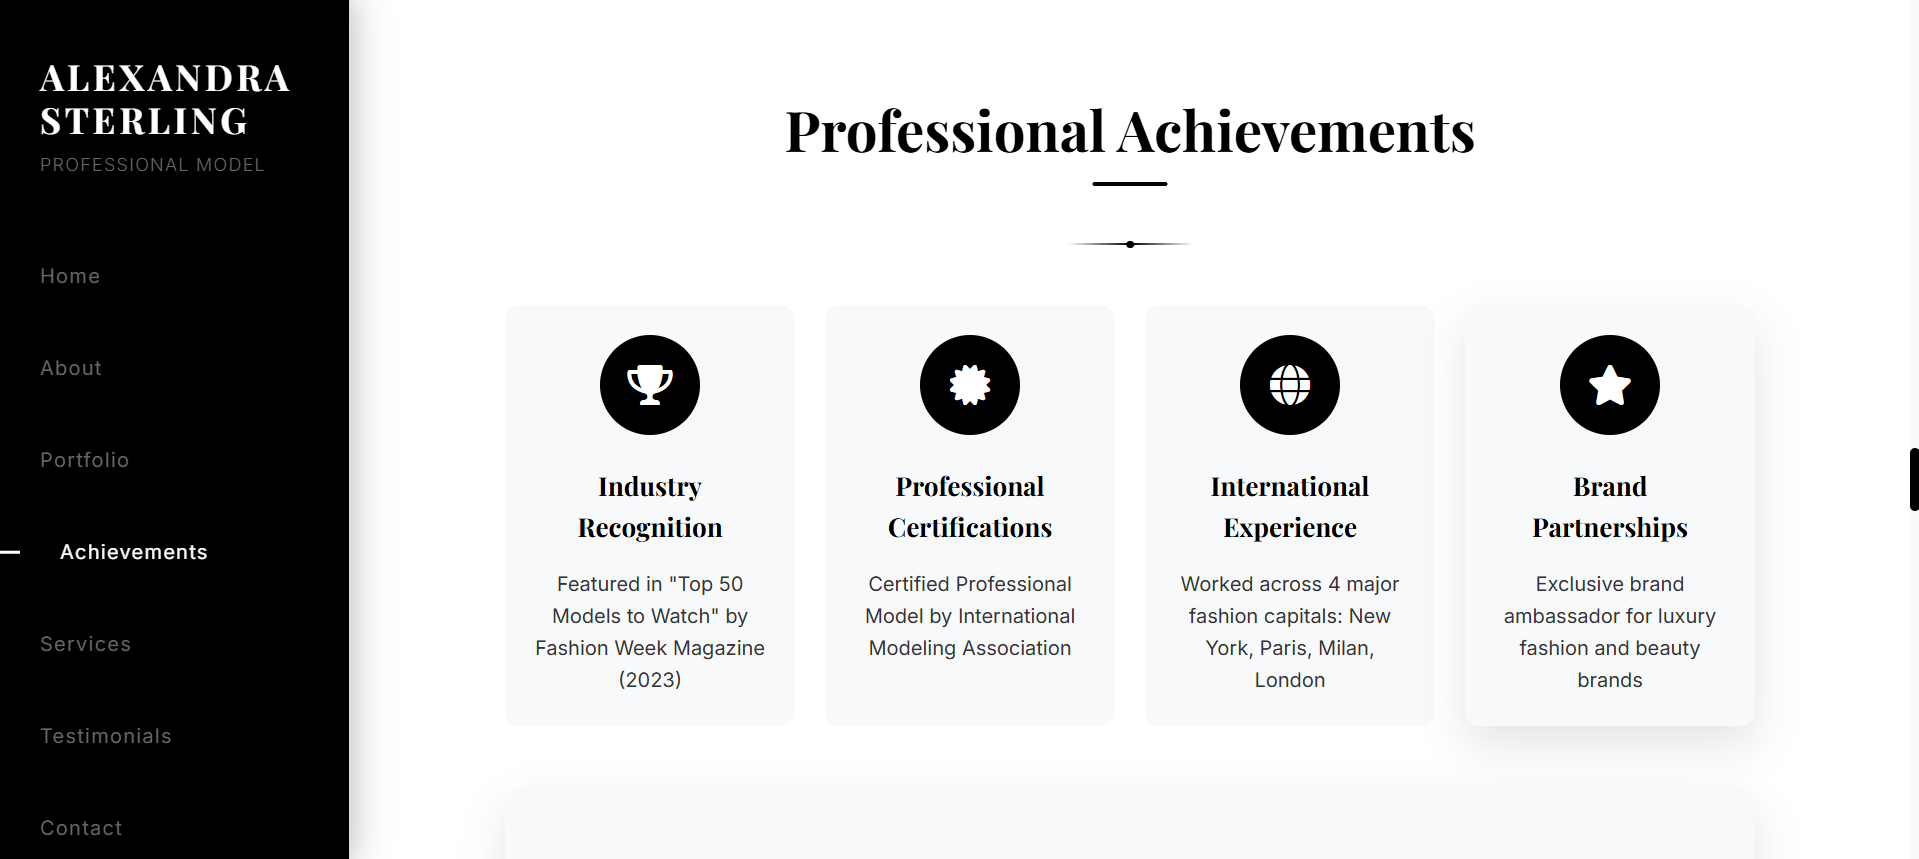 ALEXANDRA
STERLING
PROFESSIONAL MODEL
Home
About
Portfolio
Achievements
Services
Testimonials
Contact
Professional Achievements
Industry
Recognition
Featured in "Top 50
Models to Watch" by
Fashion Week Magazine
(2023)
Professional
Certifications
Certified Professional
Model by International
Modeling Association
International
Experience
Worked across 4 major
fashion capitals: New
York, Paris, Milan,
London
Brand
Partnerships
Exclusive brand
ambassador for luxury
fashion and beauty
brands